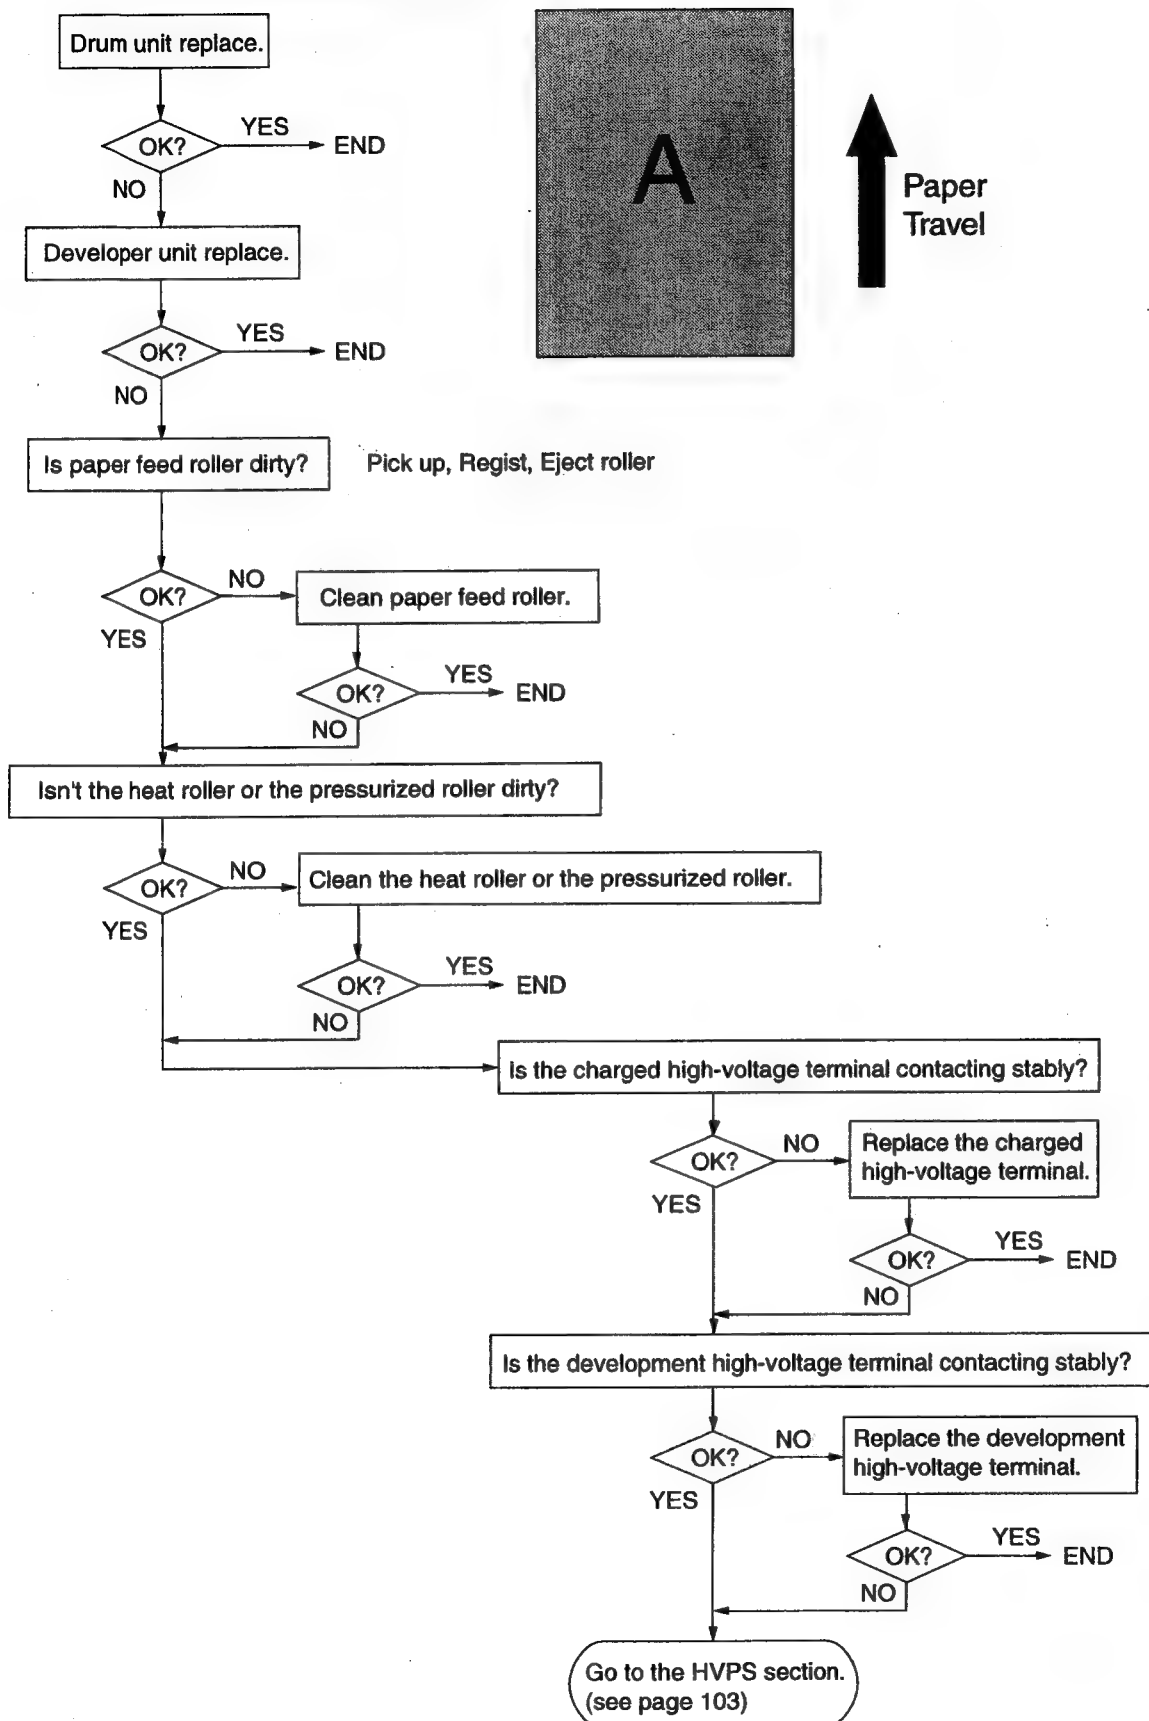 Drum unit replace.
OK?
YES
END
NO
A
Paper
Travel
Developer unit replace.
OK?
YES
END
NO
Is paper feed roller dirty?
Pick up, Regist, Eject roller
OK?
NO
Clean paper feed roller.
YES
OK?
YES
END
NO
Isn't the heat roller or the pressurized roller dirty?
OK?
NO
Clean the heat roller or the pressurized roller.
YES
OK?
YES
END
NO
Is the charged high-voltage terminal contacting stably?
OK?
NO
Replace the charged
high-voltage terminal.
YES
OK?
YES
END
NO
Is the development high-voltage terminal contacting stably?
OK?
NO
Replace the development
high-voltage terminal.
YES
OK?
YES
END
NO
Go to the HVPS section.
(see page 103)